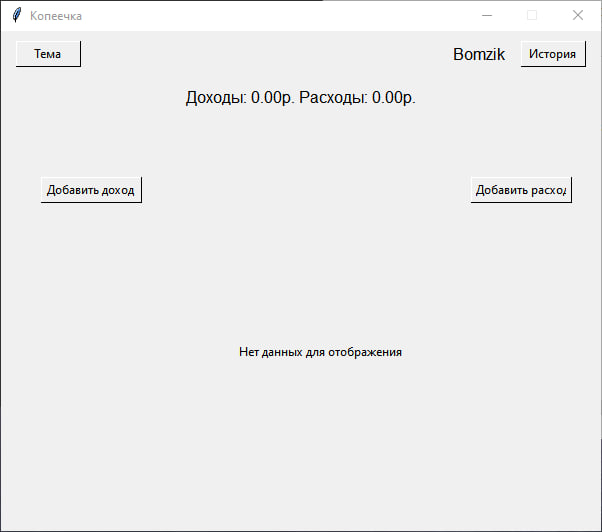 Копеечка
Тема
Bomzik
История
Доходы: 0.00р. Расходы: 0.00р.
Добавить доход
Добавить расход
Нет данных для отображения